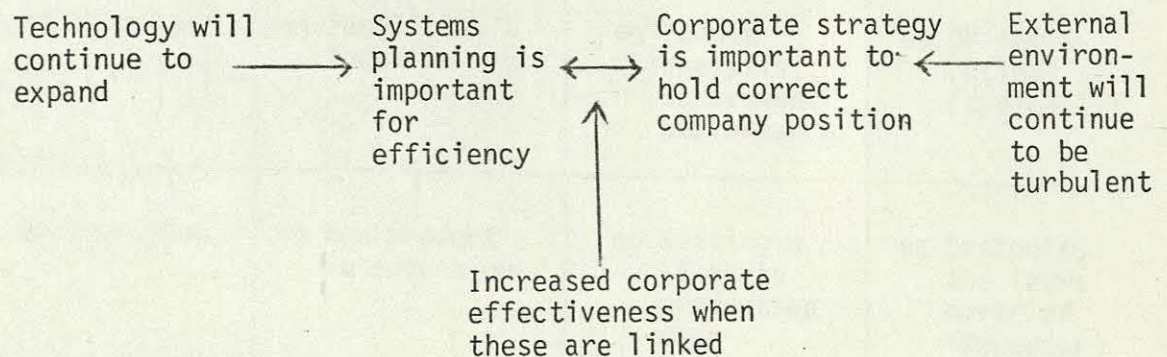 Technology will
continue to
expand
Systems
planning is
important
for
efficiency
Corporate strategy
is important to
hold correct
company position
External
environ-
ment will
continue
to be
turbulent
Increased corporate
effectiveness when
these are linked